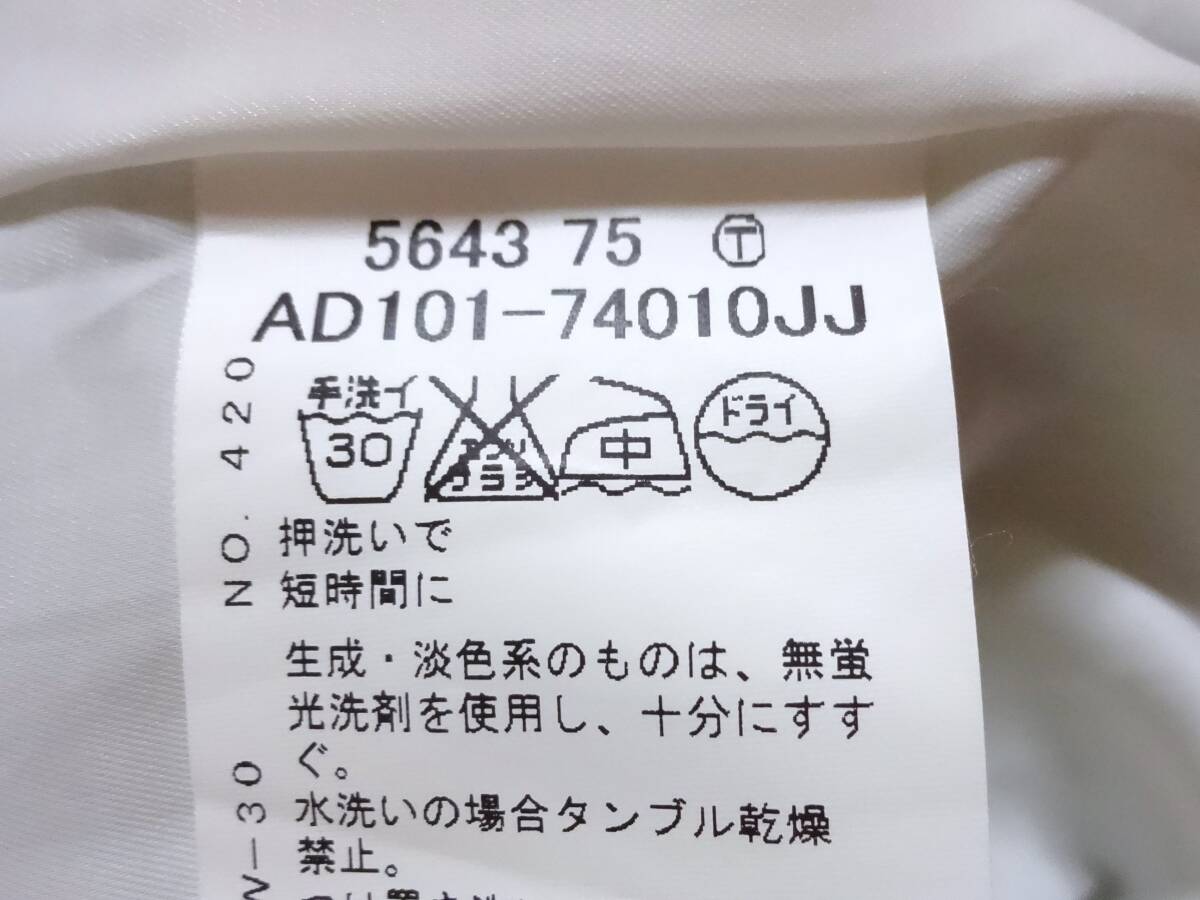 5643 75 Ⓣ
AD101-74010JJ
手洗イ
30
中
ドライ
押洗いで
短時間に
生成・淡色系のものは、無蛍
光洗剤を使用し、十分にすす
ぐ。
水洗いの場合タンブル乾燥
禁止。
NO. 420
W-30